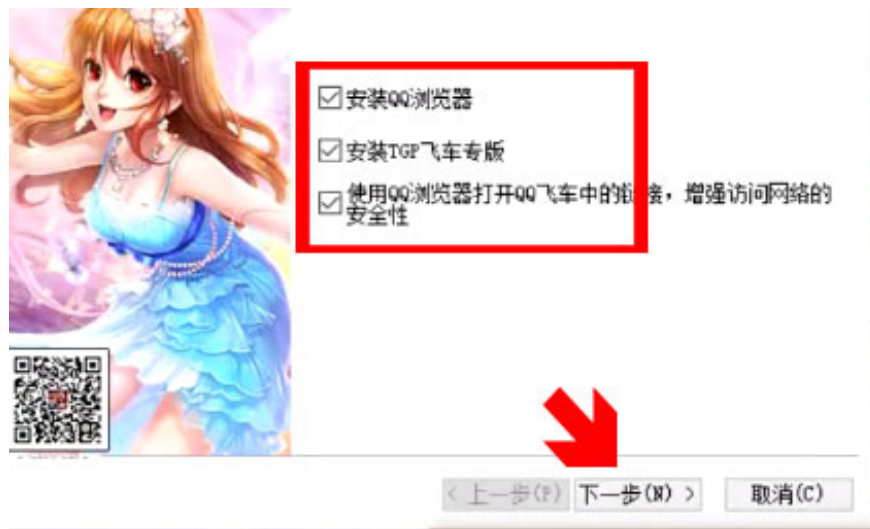 安装QQ浏览器
安装TGP飞车专版
使用QQ浏览器打开QQ飞车中的链接，增强访问网络的
安全性
< 上一步(P) 下一步(N) > 取消(C)